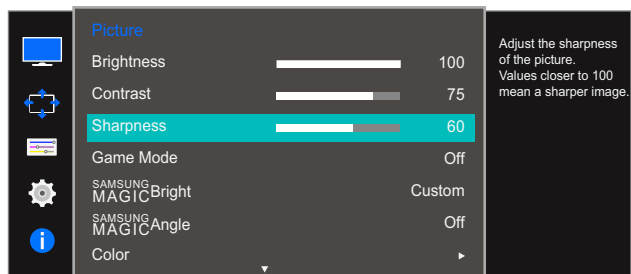 Picture
Brightness 100
Contrast 75
Sharpness 60
Game Mode Off
SAMSUNG
MAGICBright Custom
SAMSUNG
MAGICAngle Off
Color
Adjust the sharpness
of the picture.
Values closer to 100
mean a sharper image.